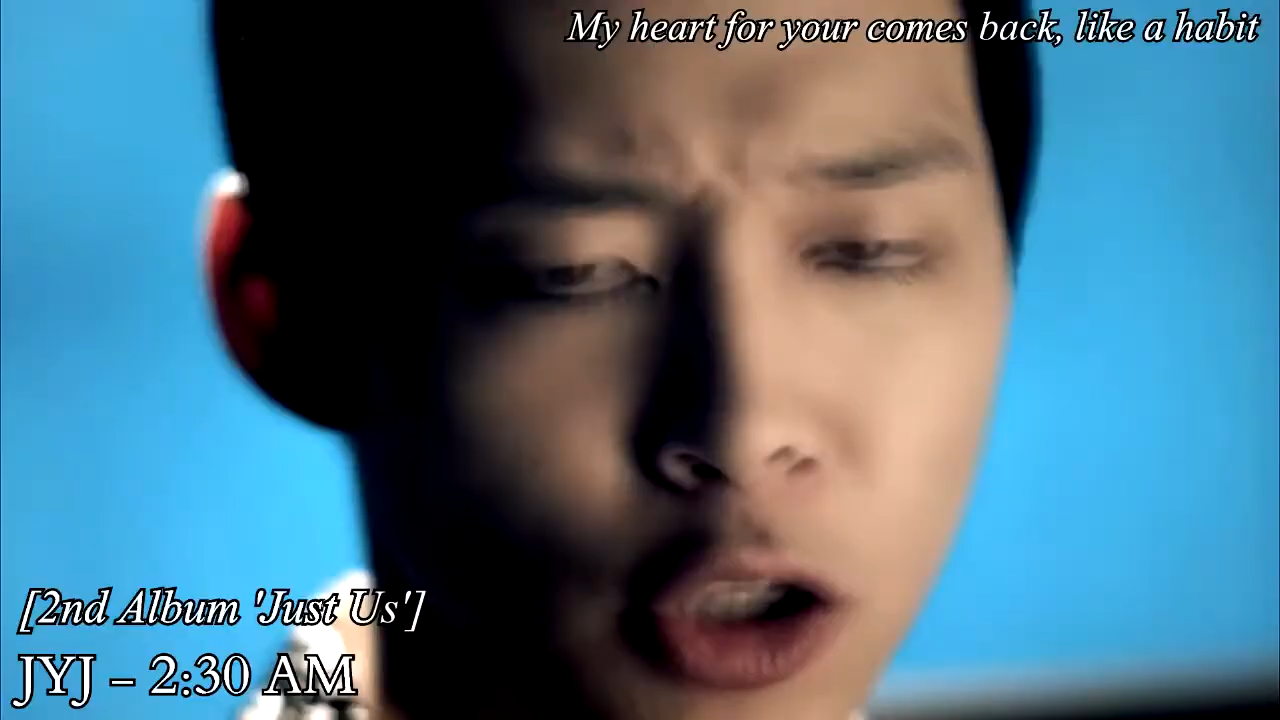 My heart for your comes back, like a habit
[2nd Album 'Just Us']
JYJ – 2:30 AM